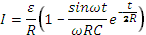 I = ε/R (1 − sinωt/ωRC e^(t/2R))